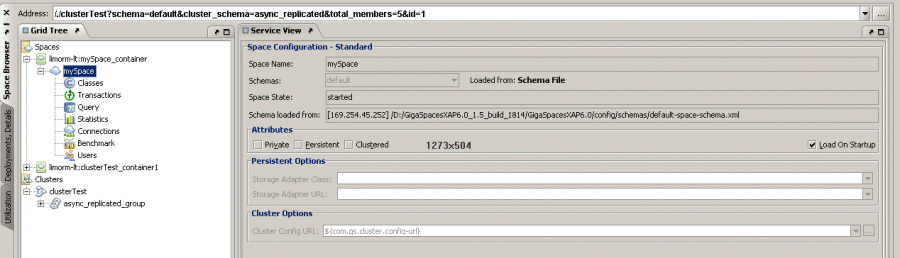 Address: /./clusterTest?schema=default&cluster_schema=async_replicated&total_members=5&id=1
Space Browser
Deployments, Details
Utilization
Grid Tree
Spaces
limorm-lt:mySpace_container
mySpace
Classes
Transactions
Query
Statistics
Connections
Benchmark
Users
limorm-lt:clusterTest_container1
Clusters
clusterTest
async_replicated_group
Service View
Space Configuration - Standard
Space Name: mySpace
Schemas: default Loaded from: Schema File
Space State: started
Schema loaded from: [169.254.45.252] /D:/GigaSpacesXAP6.0_1.5_build_1814/GigaSpacesXAP6.0/config/schemas/default-space-schema.xml
Attributes
Private Persistent Clustered 1273x504 Load On Startup
Persistent Options
Storage Adapter Class:
Storage Adapter URL:
Cluster Options
Cluster Config URL: ${com.gs.cluster.config-url}